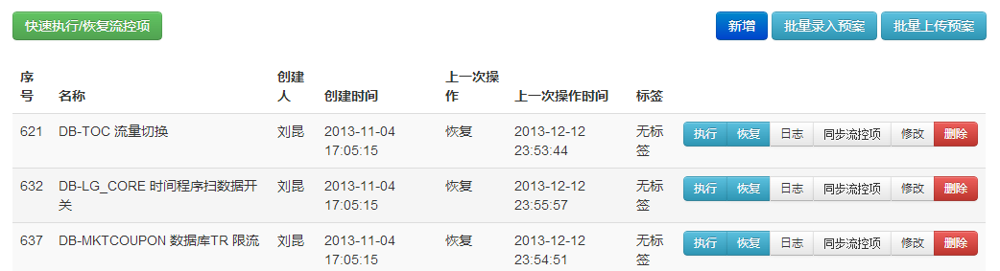 快速执行/恢复流控项 新增 批量录入预案 批量上传预案
序号 名称 创建人 创建时间 上一次操作 上一次操作时间 标签
621 DB-TOC 流量切换 刘昆 2013-11-04 17:05:15 恢复 2013-12-12 23:53:44 无标签 执行 恢复 日志 同步流控项 修改 删除
632 DB-LG_CORE 时间程序扫数据开关 刘昆 2013-11-04 17:05:15 恢复 2013-12-12 23:55:57 无标签 执行 恢复 日志 同步流控项 修改 删除
637 DB-MKTCOUPON 数据库TR 限流 刘昆 2013-11-04 17:05:15 恢复 2013-12-12 23:54:51 无标签 执行 恢复 日志 同步流控项 修改 删除